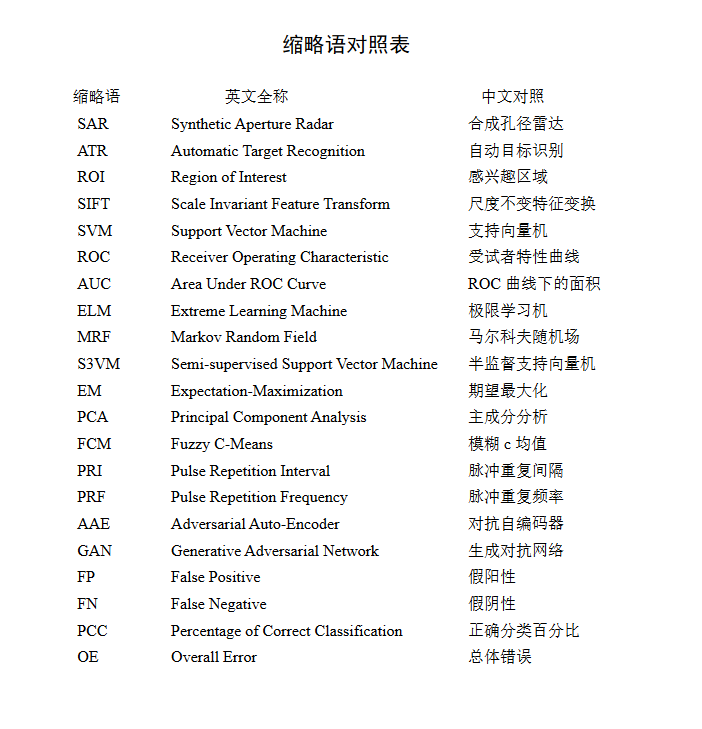 缩略语对照表
缩略语 英文全称 中文对照
SAR Synthetic Aperture Radar 合成孔径雷达
ATR Automatic Target Recognition 自动目标识别
ROI Region of Interest 感兴趣区域
SIFT Scale Invariant Feature Transform 尺度不变特征变换
SVM Support Vector Machine 支持向量机
ROC Receiver Operating Characteristic 受试者特性曲线
AUC Area Under ROC Curve ROC 曲线下的面积
ELM Extreme Learning Machine 极限学习机
MRF Markov Random Field 马尔科夫随机场
S3VM Semi-supervised Support Vector Machine 半监督支持向量机
EM Expectation-Maximization 期望最大化
PCA Principal Component Analysis 主成分分析
FCM Fuzzy C-Means 模糊 c 均值
PRI Pulse Repetition Interval 脉冲重复间隔
PRF Pulse Repetition Frequency 脉冲重复频率
AAE Adversarial Auto-Encoder 对抗自编码器
GAN Generative Adversarial Network 生成对抗网络
FP False Positive 假阳性
FN False Negative 假阴性
PCC Percentage of Correct Classification 正确分类百分比
OE Overall Error 总体错误